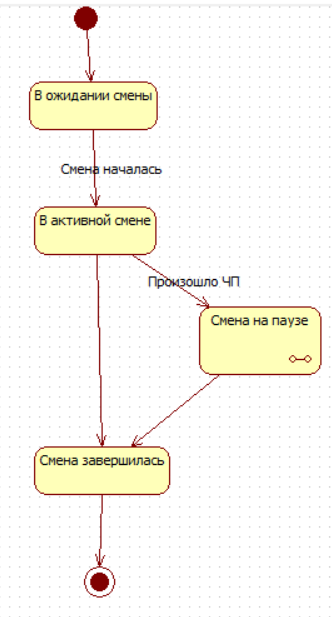 В ожидании смены
Смена началась
В активной смене
Произошло ЧП
Смена на паузе
Смена завершилась